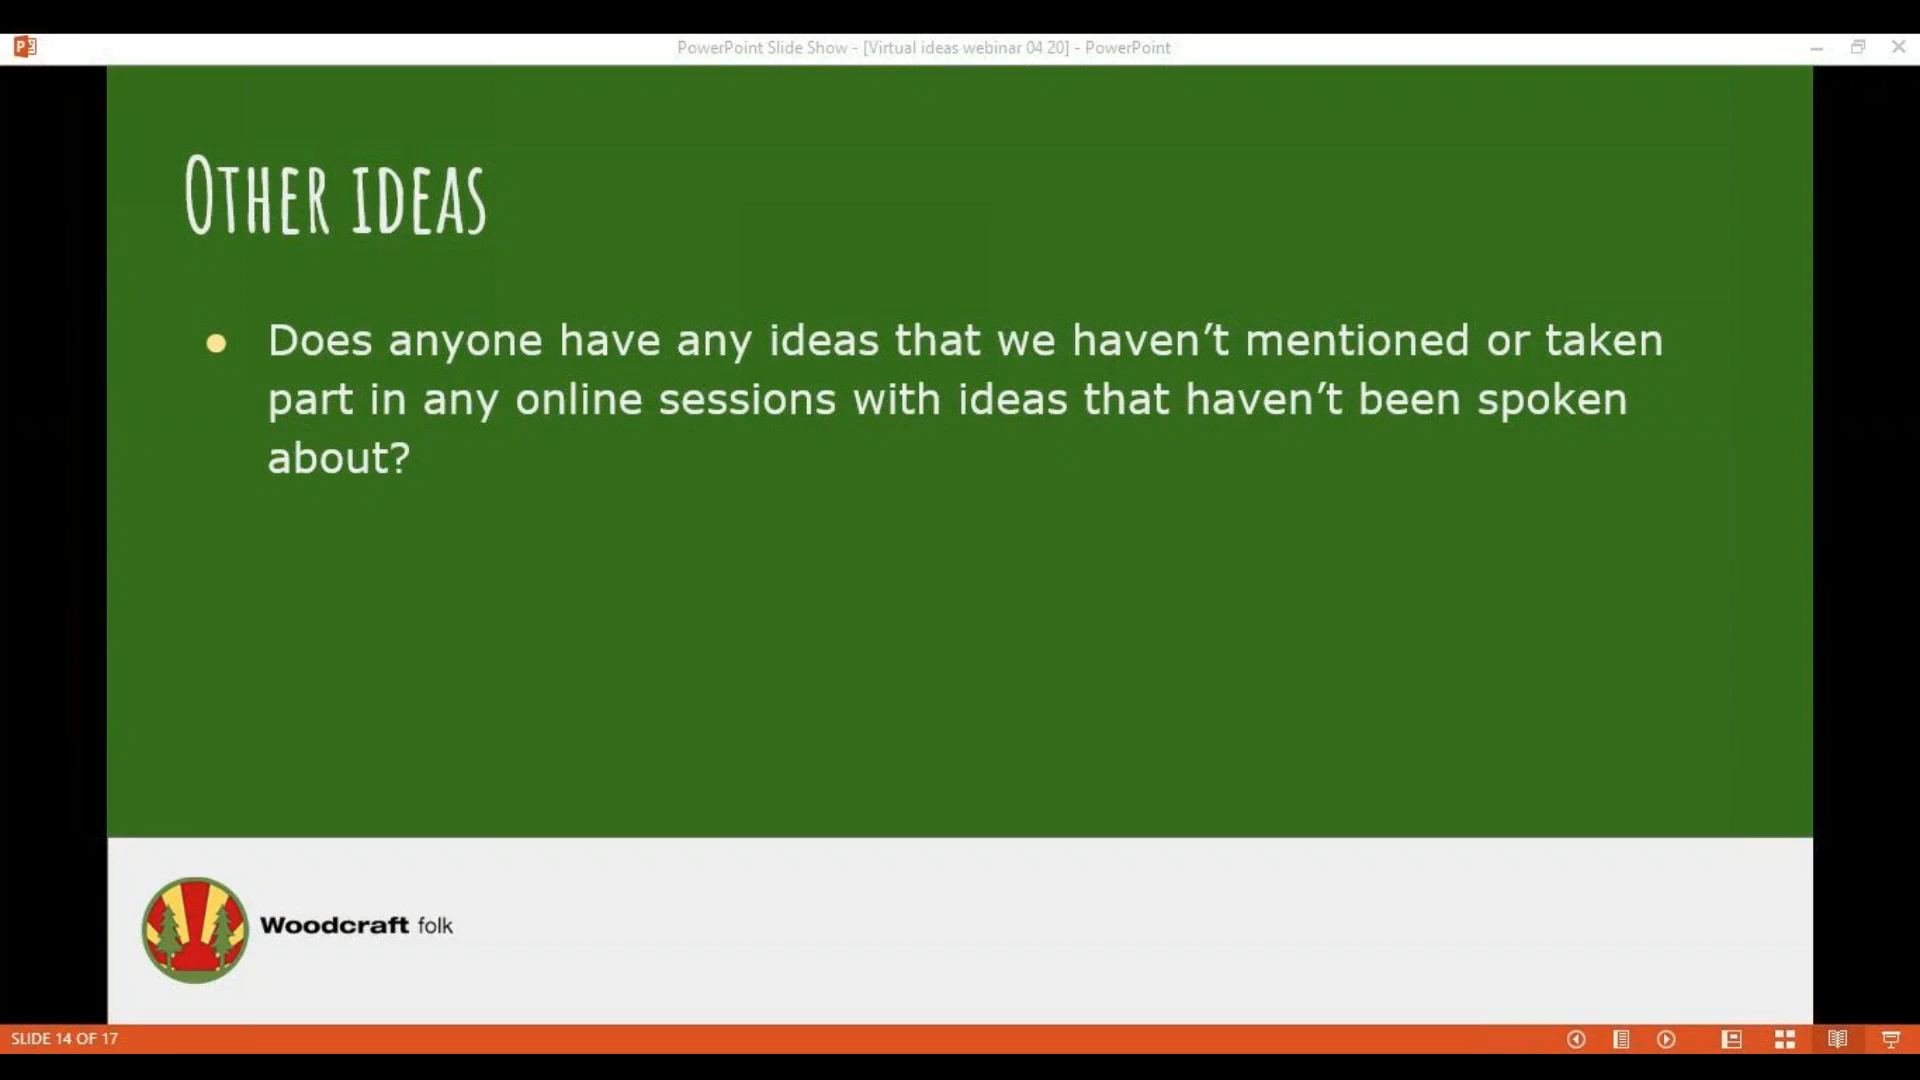 PowerPoint Slide Show - [Virtual ideas webinar 04 20] - PowerPoint
OTHER IDEAS
Does anyone have any ideas that we haven’t mentioned or taken
part in any online sessions with ideas that haven’t been spoken
about?
Woodcraft folk
SLIDE 14 OF 17